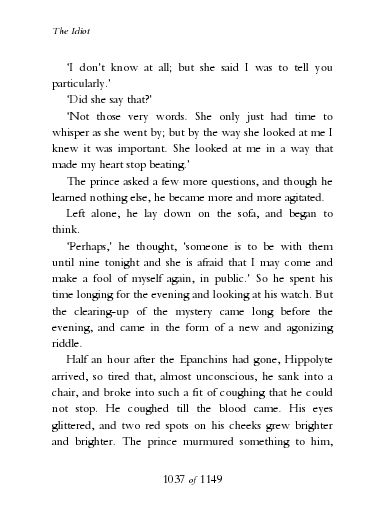 The Idiot
'I don't know at all; but she said I was to tell you
particularly.'
'Did she say that?'
'Not those very words. She only just had time to
whisper as she went by; but by the way she looked at me I
knew it was important. She looked at me in a way that
made my heart stop beating.'
The prince asked a few more questions, and though he
learned nothing else, he became more and more agitated.
Left alone, he lay down on the sofa, and began to
think.
'Perhaps,' he thought, 'someone is to be with them
until nine tonight and she is afraid that I may come and
make a fool of myself again, in public.' So he spent his
time longing for the evening and looking at his watch. But
the clearing-up of the mystery came long before the
evening, and came in the form of a new and agonizing
riddle.
Half an hour after the Epanchins had gone, Hippolyte
arrived, so tired that, almost unconscious, he sank into a
chair, and broke into such a fit of coughing that he could
not stop. He coughed till the blood came. His eyes
glittered, and two red spots on his cheeks grew brighter
and brighter. The prince murmured something to him,
1037 of 1149